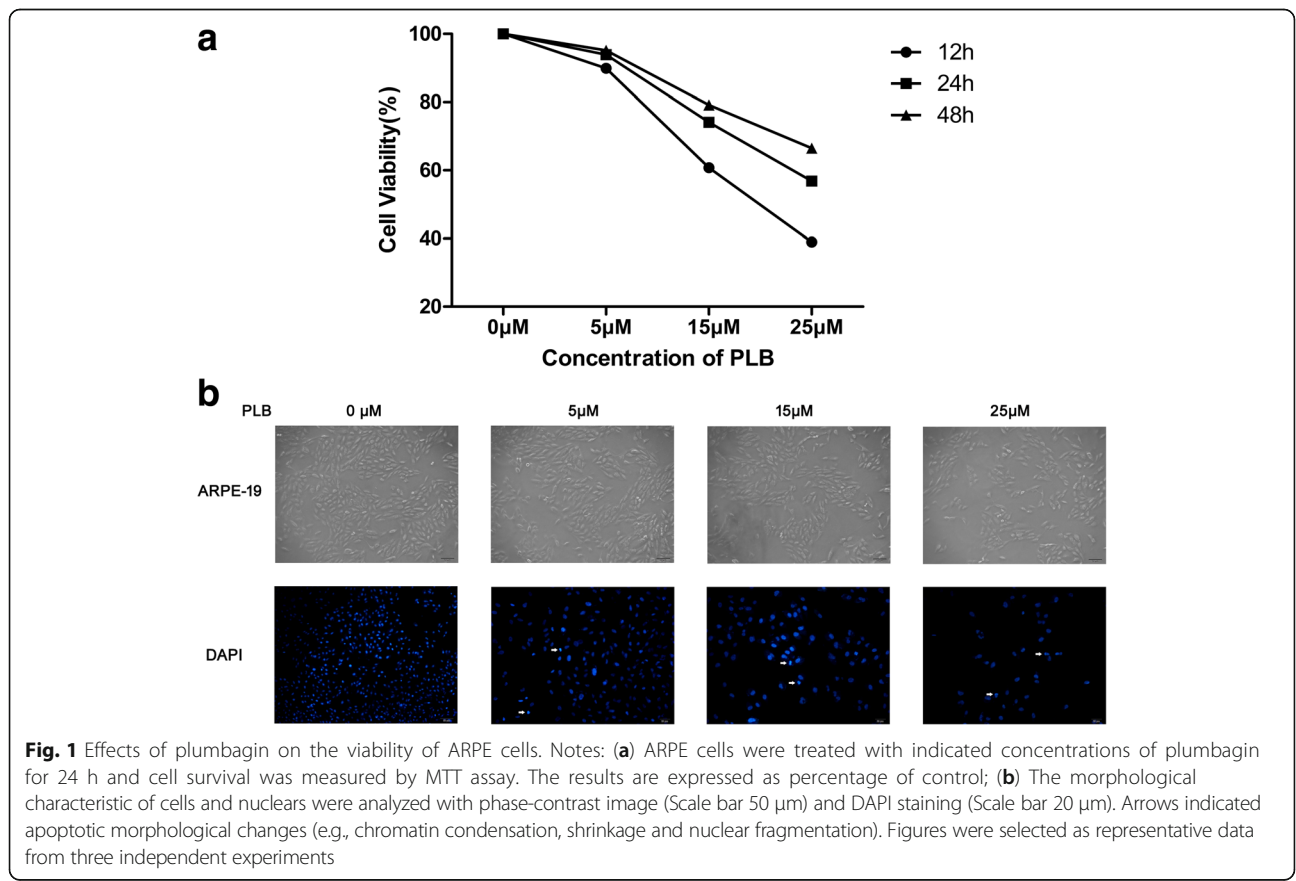 a
100
80
60
40
20
Cell Viability(%)
0µM 5µM 15µM 25µM
Concentration of PLB
12h
24h
48h
b
PLB 0 µM 5µM 15µM 25µM
ARPE-19
DAPI
Fig. 1 Effects of plumbagin on the viability of ARPE cells. Notes: (a) ARPE cells were treated with indicated concentrations of plumbagin
for 24 h and cell survival was measured by MTT assay. The results are expressed as percentage of control; (b) The morphological
characteristic of cells and nuclears were analyzed with phase-contrast image (Scale bar 50 µm) and DAPI staining (Scale bar 20 µm). Arrows indicated
apoptotic morphological changes (e.g., chromatin condensation, shrinkage and nuclear fragmentation). Figures were selected as representative data
from three independent experiments